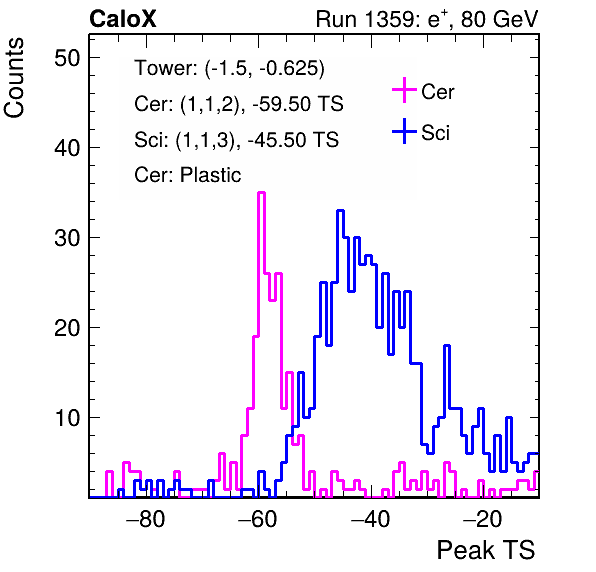 CaloX Run 1359: e⁺, 80 GeV
Counts
50
40
30
20
10
Tower: (-1.5, -0.625)
Cer: (1,1,2), -59.50 TS
Sci: (1,1,3), -45.50 TS
Cer: Plastic
Cer
Sci
−80 −60 −40 −20
Peak TS